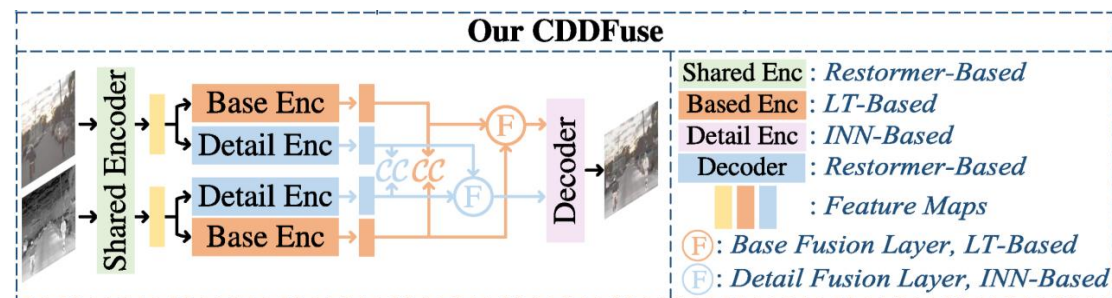 Our CDDFuse
Shared Encoder
Shared Encoder
Base Enc
Detail Enc
Detail Enc
Base Enc
CC
CC
F
F
Decoder
Shared Enc : Restormer-Based
Based Enc : LT-Based
Detail Enc : INN-Based
Decoder : Restormer-Based
: Feature Maps
F : Base Fusion Layer, LT-Based
F : Detail Fusion Layer, INN-Based